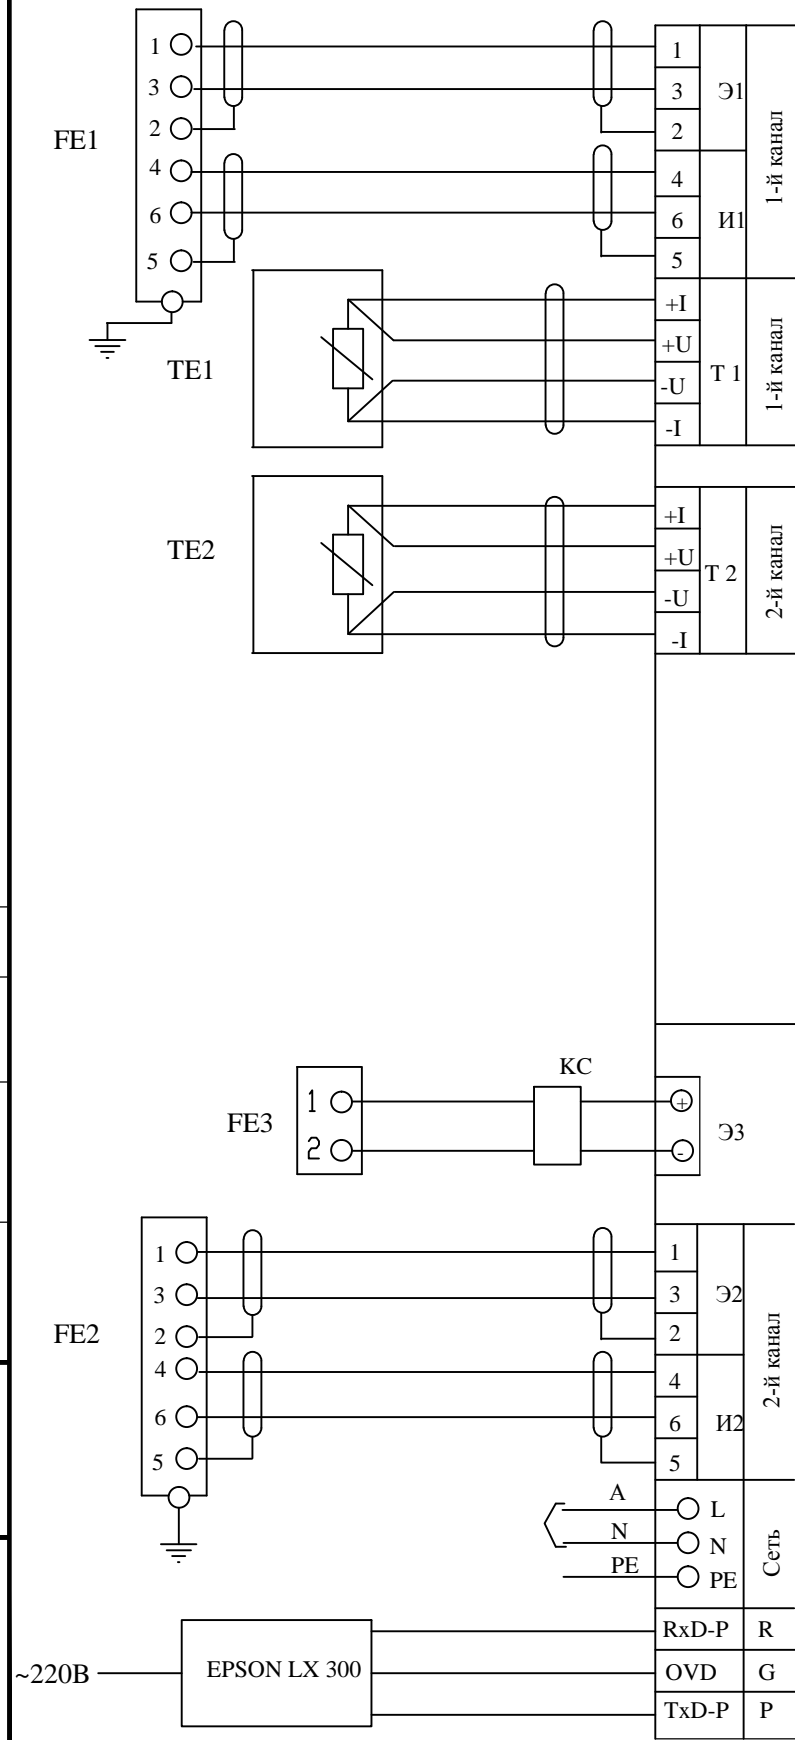 FE1
1
3
2
4
6
5
1
3
2
Э1
4
6
5
И1
1-й канал
TE1
+I
+U
-U
-I
Т 1
1-й канал
TE2
+I
+U
-U
-I
Т 2
2-й канал
FE3
1
2
КС
+
-
Э3
FE2
1
3
2
4
6
5
1
3
2
Э2
4
6
5
И2
2-й канал
A
L
N
N
PE
PE
Сеть
~220В
EPSON LX 300
RxD-P R
OVD G
TxD-P P